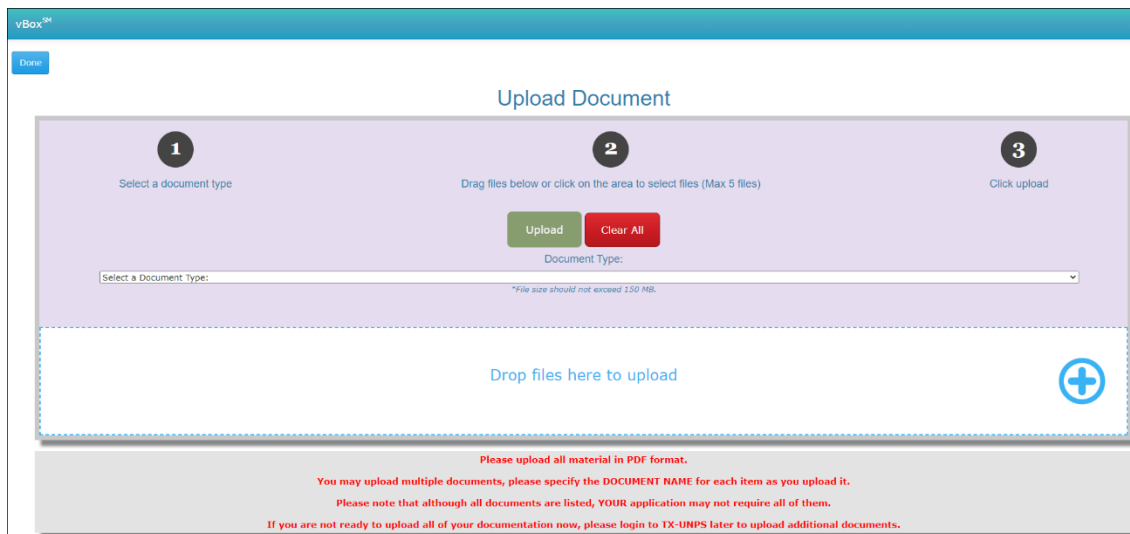 vBox℠
Done
Upload Document
1
Select a document type
2
Drag files below or click on the area to select files (Max 5 files)
3
Click upload
Upload
Clear All
Document Type:
Select a Document Type:
*File size should not exceed 150 MB.
Drop files here to upload
Please upload all material in PDF format.
You may upload multiple documents, please specify the DOCUMENT NAME for each item as you upload it.
Please note that although all documents are listed, YOUR application may not require all of them.
If you are not ready to upload all of your documentation now, please login to TX-UNPS later to upload additional documents.